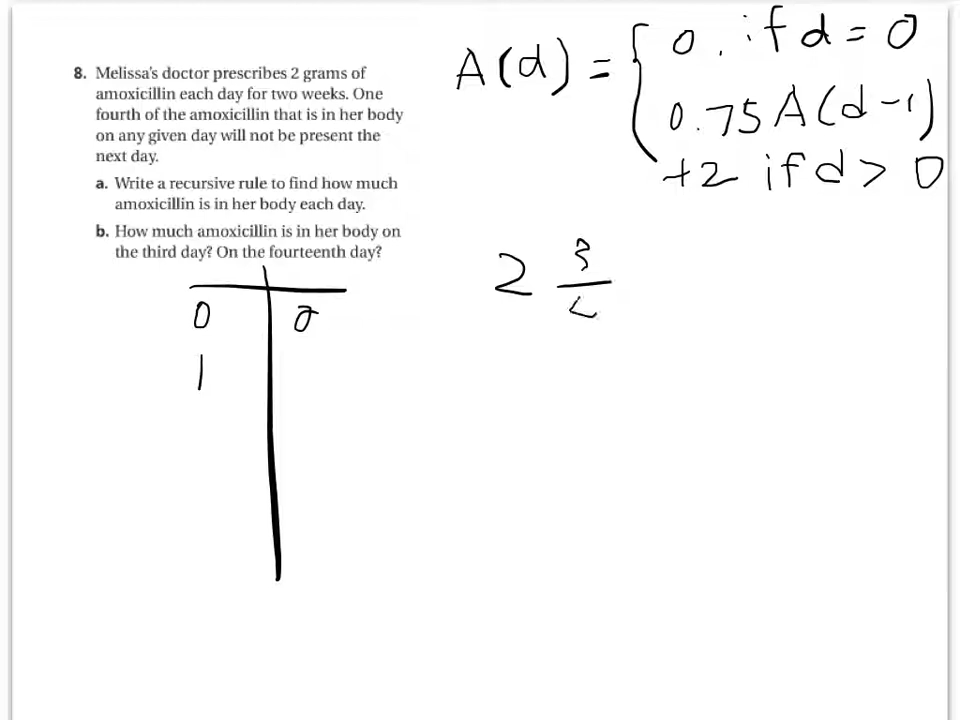 8. Melissa's doctor prescribes 2 grams of
amoxicillin each day for two weeks. One
fourth of the amoxicillin that is in her body
on any given day will not be present the
next day.
a. Write a recursive rule to find how much
amoxicillin is in her body each day.
b. How much amoxicillin is in her body on
the third day? On the fourteenth day?
A(d) = { 0. if d = 0
0.75 A(d-1)
+2 if d > 0
2 3/4
0 0
1